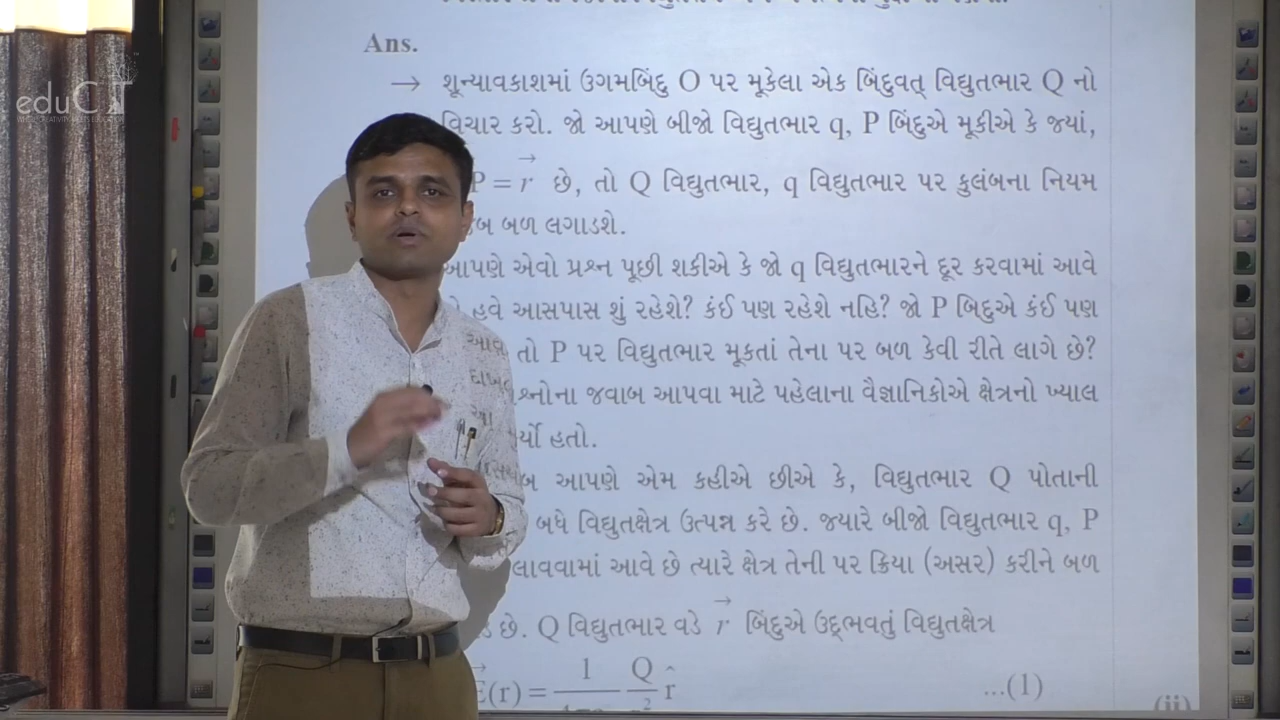 eduCAT
Ans.
→ શૂન્યાવકાશમાં ઉગમબિંદુ O પર મૂકેલા એક બિંદુવત્ વિદ્યુતભાર Q નો
વિચાર કરો. જો આપણે બીજો વિદ્યુતભાર q, P બિંદુએ મૂકીએ કે જ્યાં,
P = r⃗ છે, તો Q વિદ્યુતભાર, q વિદ્યુતભાર પર કુલંબના નિયમ
બળ લગાડશે.
આપણે એવો પ્રશ્ન પૂછી શકીએ કે જો q વિદ્યુતભારને દૂર કરવામાં આવે
હવે આસપાસ શું રહેશે? કંઈ પણ રહેશે નહિ? જો P બિદુએ કંઈ પણ
તો P પર વિદ્યુતભાર મૂકતાં તેના પર બળ કેવી રીતે લાગે છે?
શ્નોના જવાબ આપવા માટે પહેલાના વૈજ્ઞાનિકોએ ક્ષેત્રનો ખ્યાલ
ર્યો હતો.
આપણે એમ કહીએ છીએ કે, વિદ્યુતભાર Q પોતાની
બધે વિદ્યુતક્ષેત્ર ઉત્પન્ન કરે છે. જ્યારે બીજો વિદ્યુતભાર q, P
લાવવામાં આવે છે ત્યારે ક્ષેત્ર તેની પર ક્રિયા (અસર) કરીને બળ
છે. Q વિદ્યુતભાર વડે r⃗ બિંદુએ ઉદ્ભવતું વિદ્યુતક્ષેત્ર
E⃗(r) = 1 Q r̂ ...(1)
(ii)